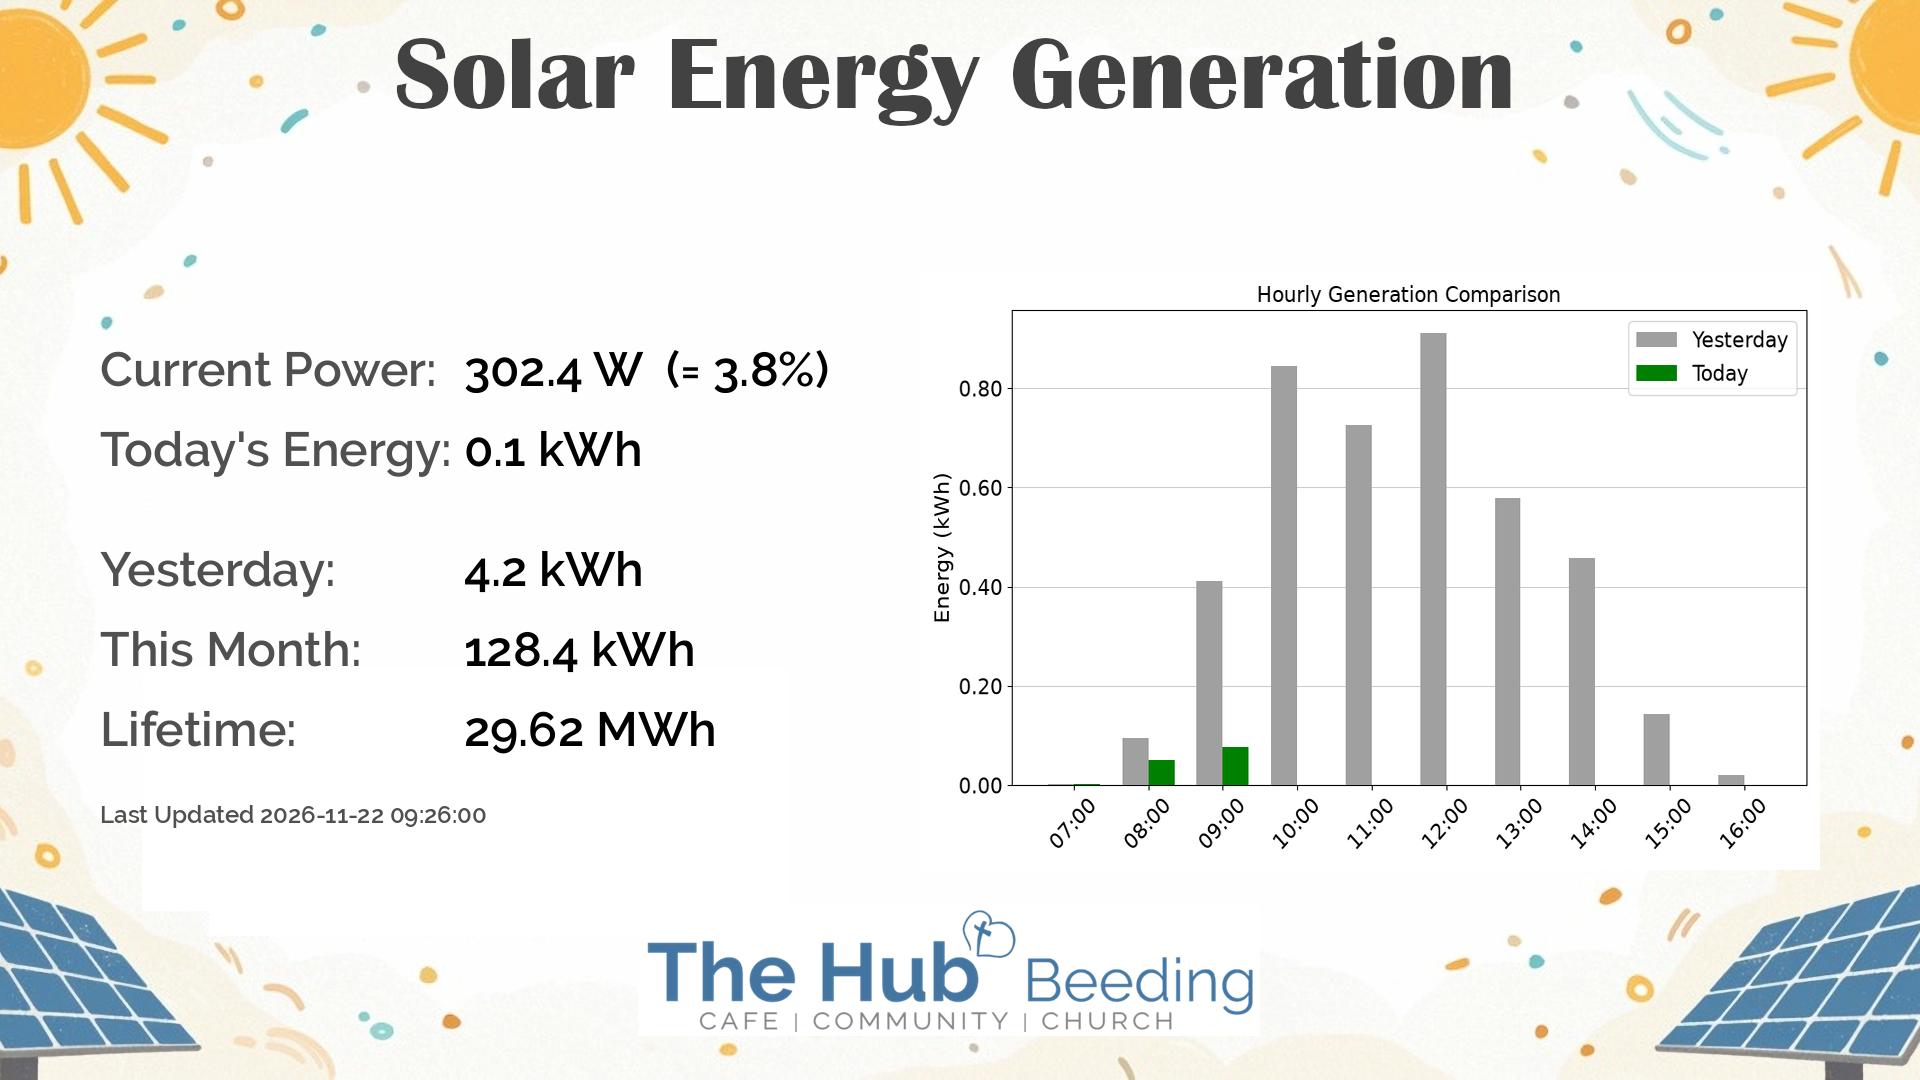 Solar Energy Generation
Current Power: 302.4 W (= 3.8%)
Today's Energy: 0.1 kWh
Yesterday: 4.2 kWh
This Month: 128.4 kWh
Lifetime: 29.62 MWh
Last Updated 2026-11-22 09:26:00
Hourly Generation Comparison
Yesterday
Today
Energy (kWh)
0.80
0.60
0.40
0.20
0.00
07:00 08:00 09:00 10:00 11:00 12:00 13:00 14:00 15:00 16:00
The Hub Beeding
CAFE | COMMUNITY | CHURCH